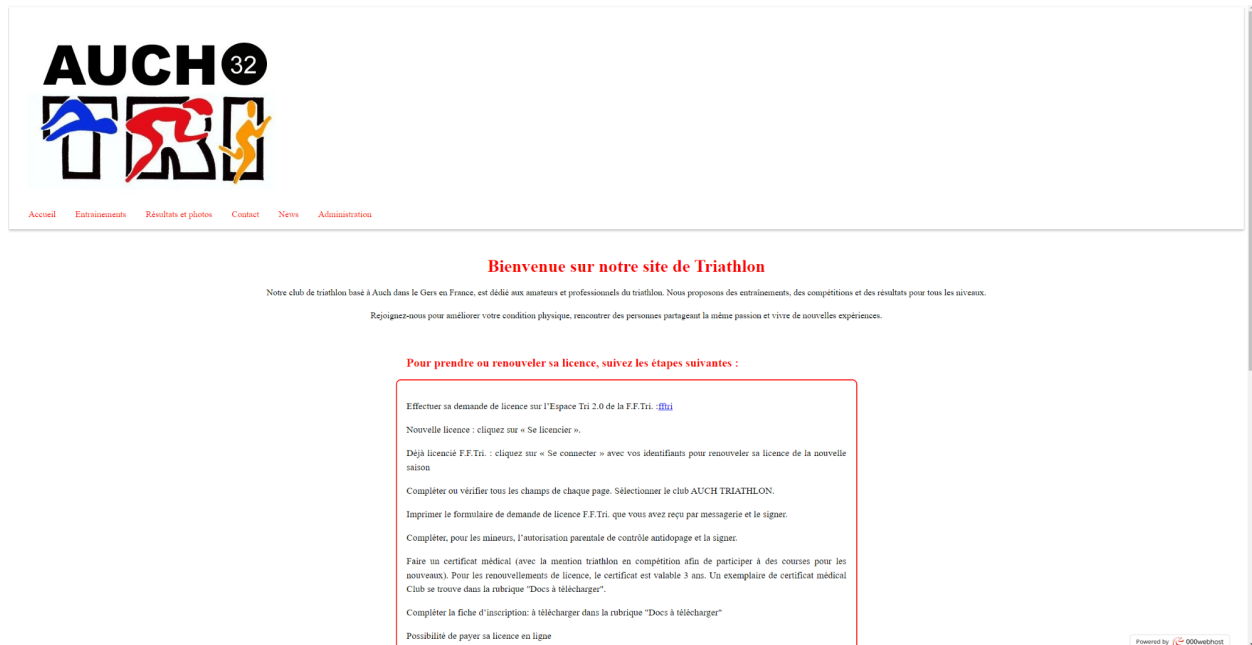 AUCH 32
TRI
Accueil Entrainements Résultats et photos Contact News Administration
Bienvenue sur notre site de Triathlon
Notre club de triathlon basé à Auch dans le Gers en France, est dédié aux amateurs et professionnels du triathlon. Nous proposons des entraînements, des compétitions et des résultats pour tous les niveaux.
Rejoignez-nous pour améliorer votre condition physique, rencontrer des personnes partageant la même passion et vivre de nouvelles expériences.
Pour prendre ou renouveler sa licence, suivez les étapes suivantes :
Effectuer sa demande de licence sur l’Espace Tri 2.0 de la F.F.Tri. :fftri
Nouvelle licence : cliquez sur « Se licencier ».
Déjà licencié F.F.Tri. : cliquez sur « Se connecter » avec vos identifiants pour renouveler sa licence de la nouvelle
saison
Compléter ou vérifier tous les champs de chaque page. Sélectionner le club AUCH TRIATHLON.
Imprimer le formulaire de demande de licence F.F.Tri. que vous avez reçu par messagerie et le signer.
Compléter, pour les mineurs, l’autorisation parentale de contrôle antidopage et la signer.
Faire un certificat médical (avec la mention triathlon en compétition afin de participer à des courses pour les
nouveaux). Pour les renouvellements de licence, le certificat est valable 3 ans. Un exemplaire de certificat médical
Club se trouve dans la rubrique "Docs à télécharger".
Compléter la fiche d’inscription: à télécharger dans la rubrique "Docs à télécharger"
Possibilité de payer sa licence en ligne
Powered by 000webhost